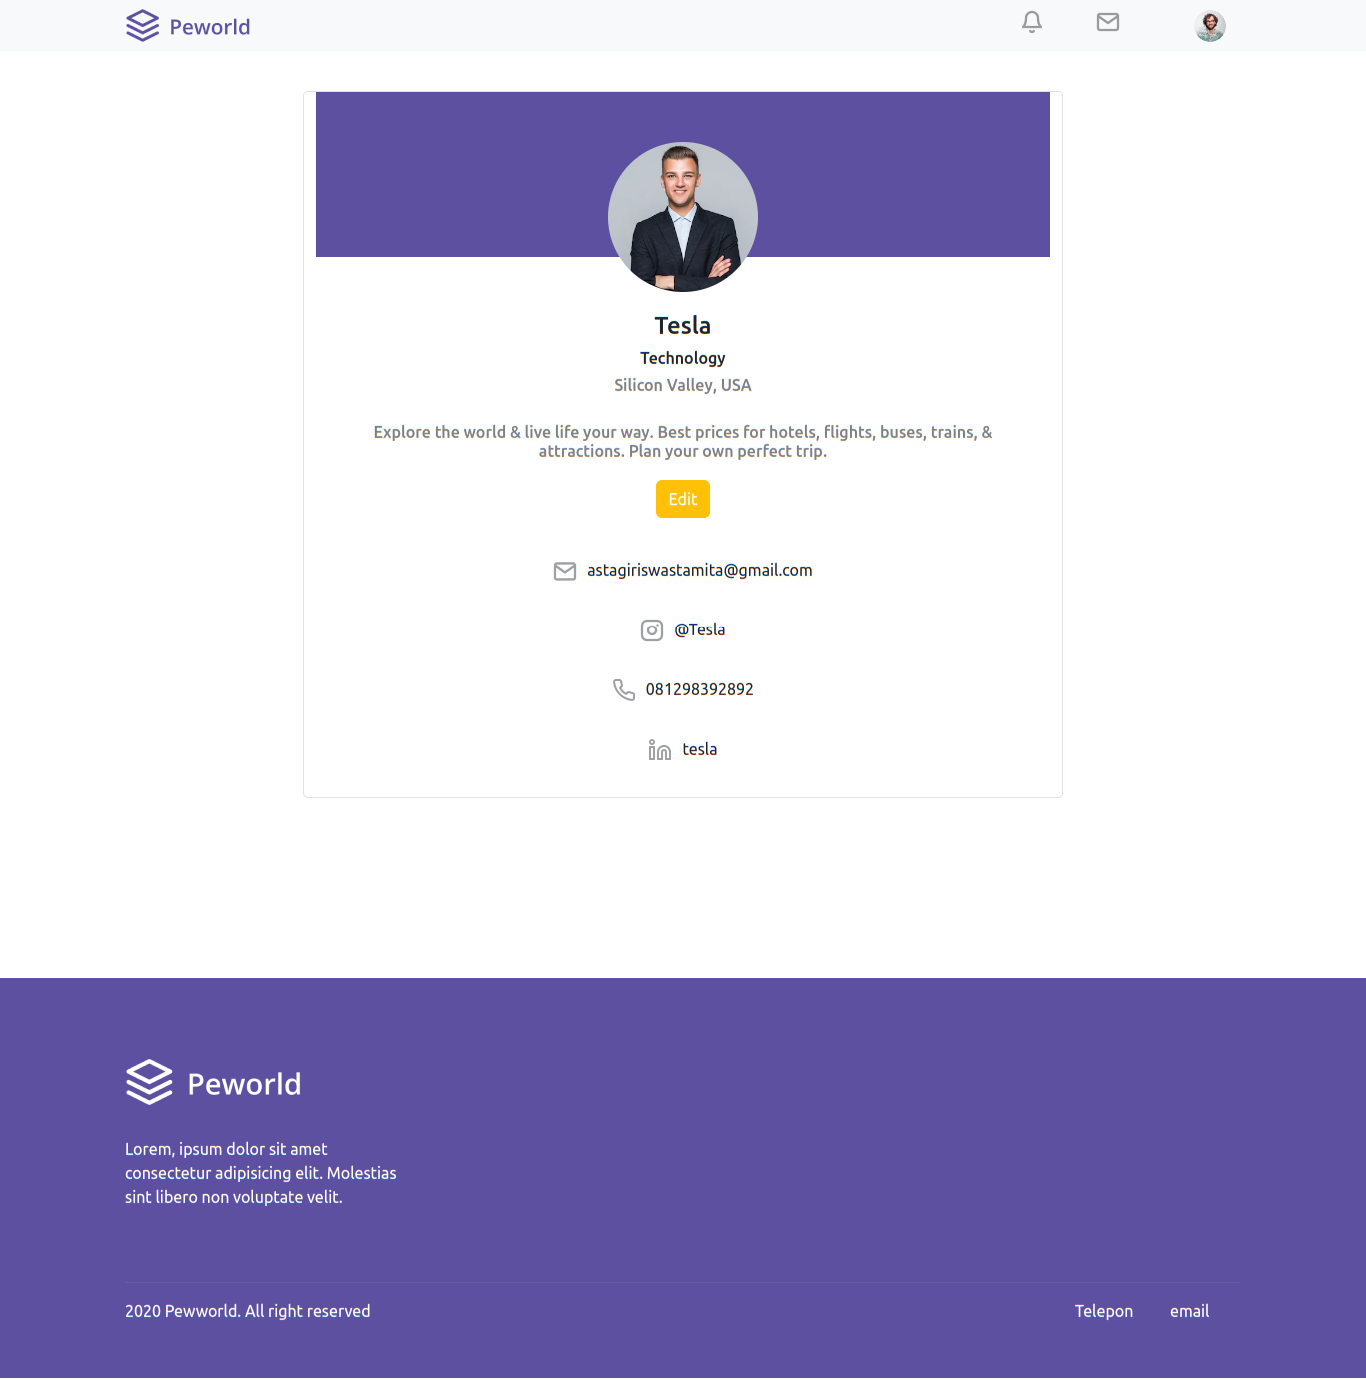 Peworld
Tesla
Technology
Silicon Valley, USA
Explore the world & live life your way. Best prices for hotels, flights, buses, trains, &
attractions. Plan your own perfect trip.
Edit
astagiriswastamita@gmail.com
@Tesla
081298392892
tesla
Peworld
Lorem, ipsum dolor sit amet
consectetur adipisicing elit. Molestias
sint libero non voluptate velit.
2020 Pewworld. All right reserved
Telepon email